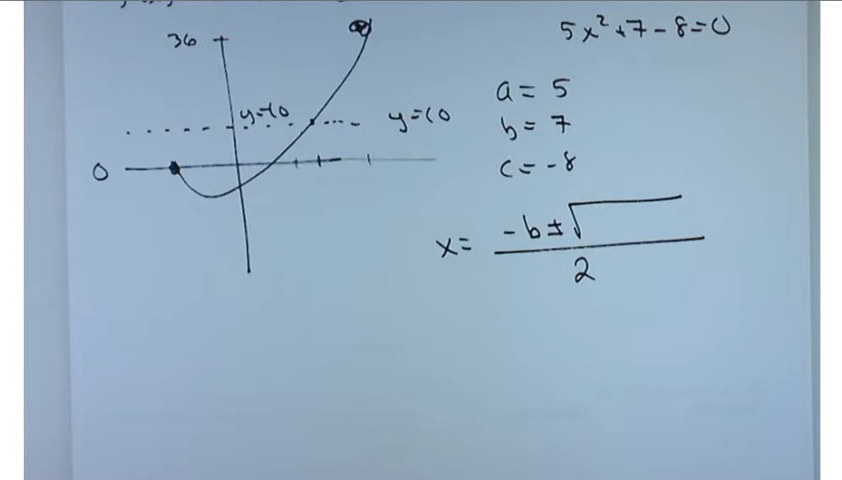 5x²+7-8=0
36
a = 5
y=10
y=10
b = 7
0
c = -8
x = -b ± √
2